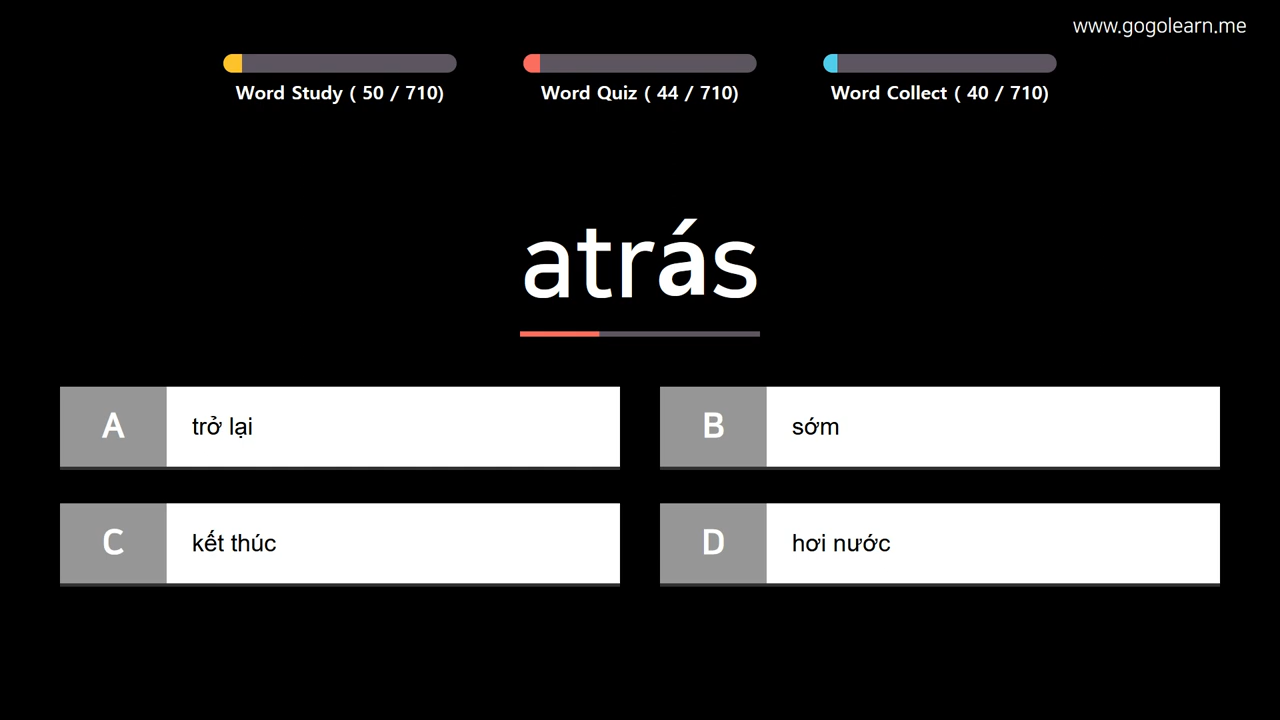 www.gogolearn.me
Word Study ( 50 / 710)
Word Quiz ( 44 / 710)
Word Collect ( 40 / 710)
atrás
A trở lại
B sớm
C kết thúc
D hơi nước